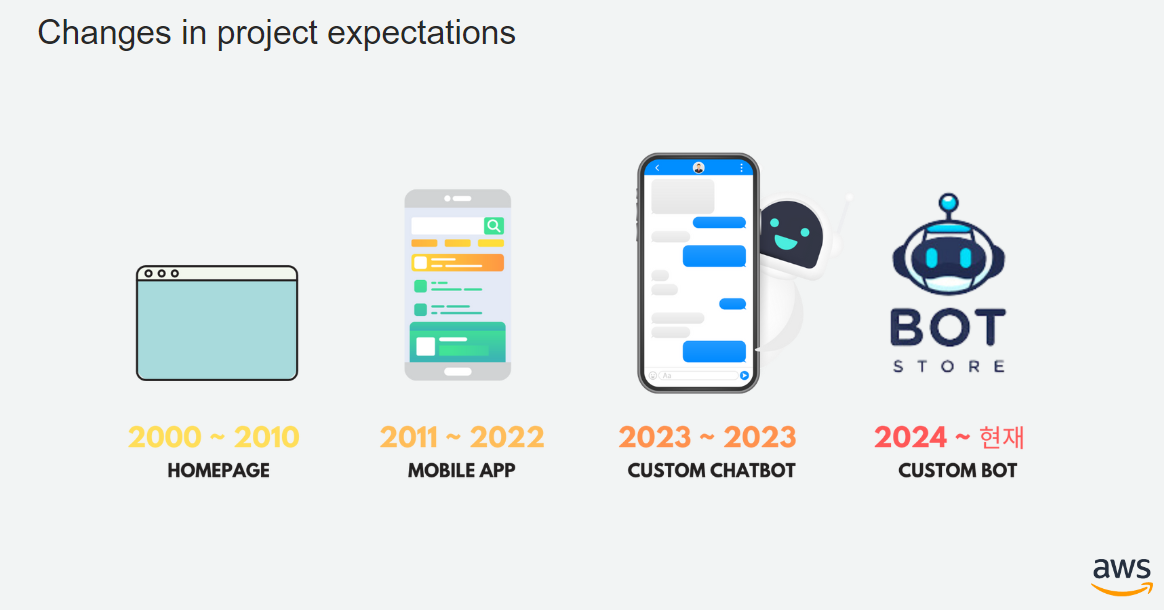 Changes in project expectations
Aa
BOT
STORE
2000 ~ 2010
HOMEPAGE
2011 ~ 2022
MOBILE APP
2023 ~ 2023
CUSTOM CHATBOT
2024 ~ 현재
CUSTOM BOT
aws